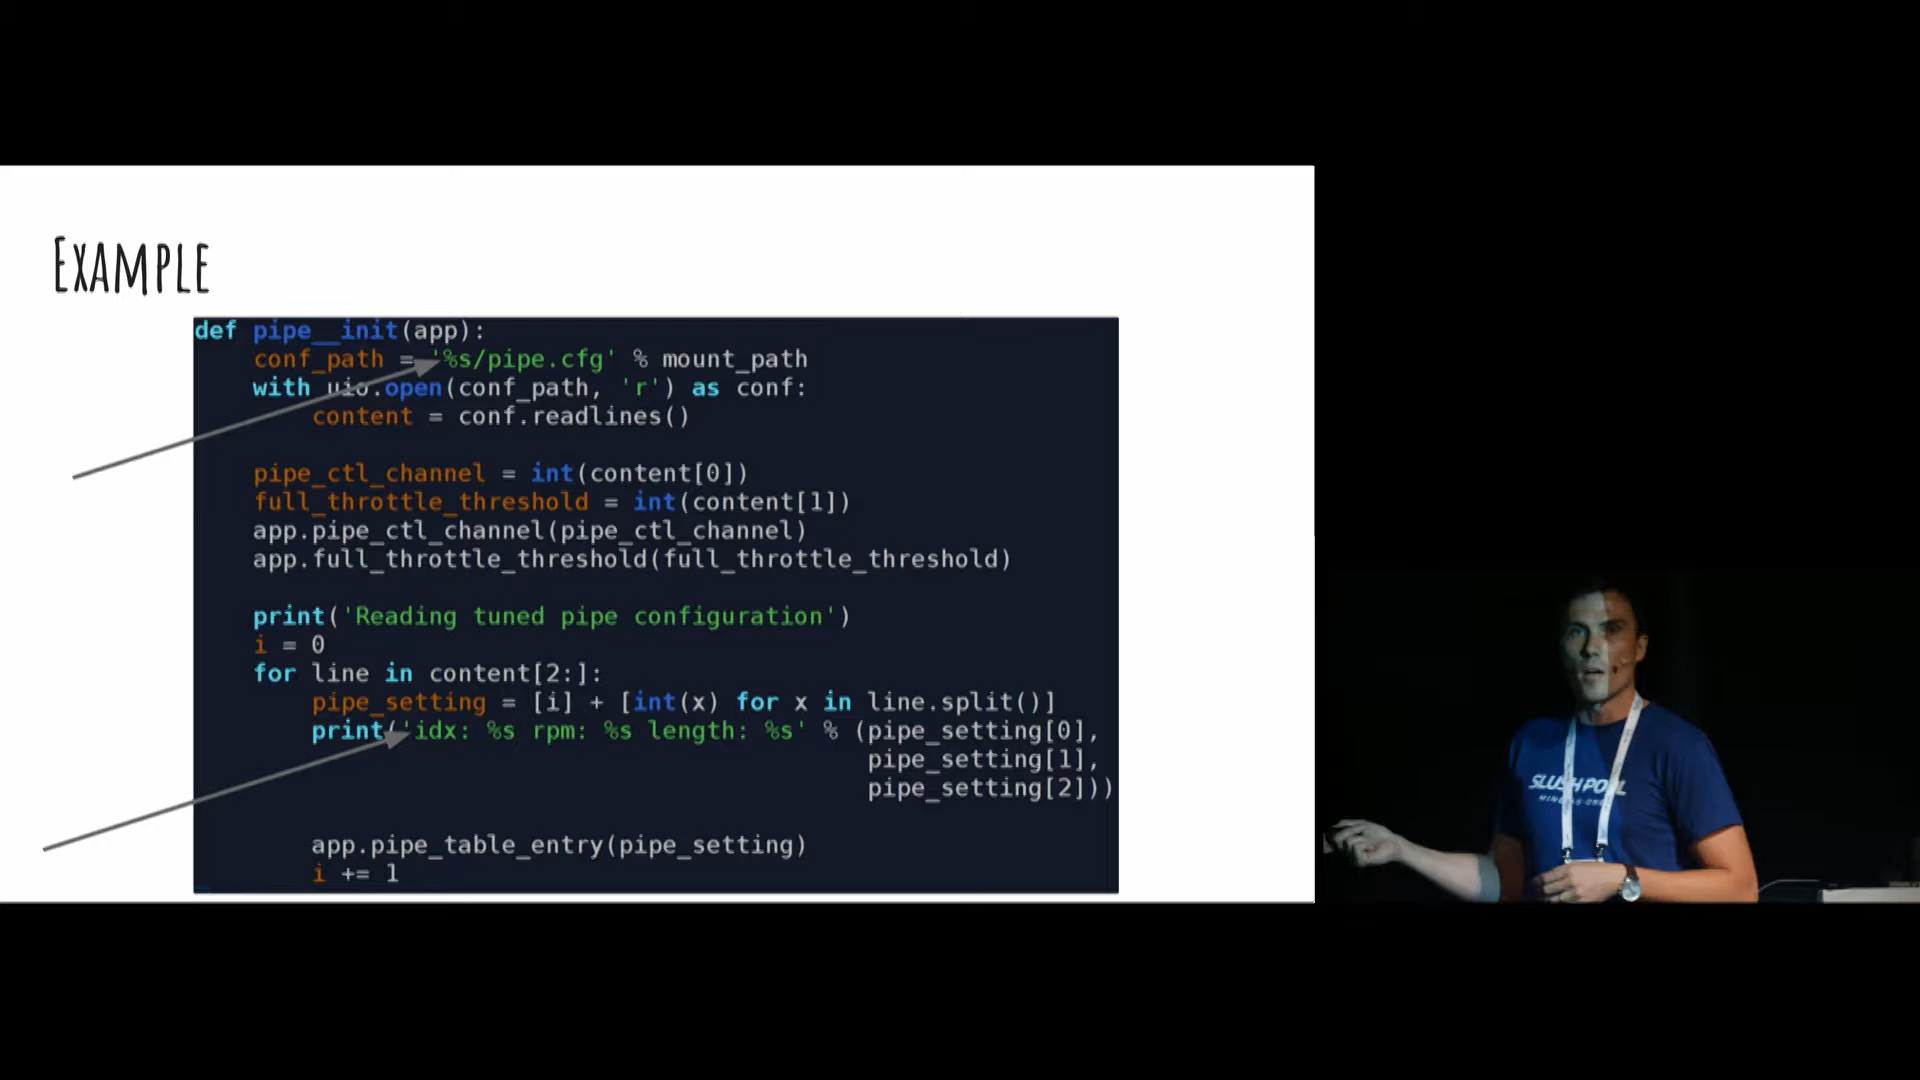 EXAMPLE
def pipe__init(app):
    conf_path = '%s/pipe.cfg' % mount_path
    with uio.open(conf_path, 'r') as conf:
        content = conf.readlines()
    pipe_ctl_channel = int(content[0])
    full_throttle_threshold = int(content[1])
    app.pipe_ctl_channel(pipe_ctl_channel)
    app.full_throttle_threshold(full_throttle_threshold)
    print('Reading tuned pipe configuration')
    i = 0
    for line in content[2:]:
        pipe_setting = [i] + [int(x) for x in line.split()]
        print('idx: %s rpm: %s length: %s' % (pipe_setting[0],
                                              pipe_setting[1],
                                              pipe_setting[2]))
        app.pipe_table_entry(pipe_setting)
        i += 1
SLUSHPOOL